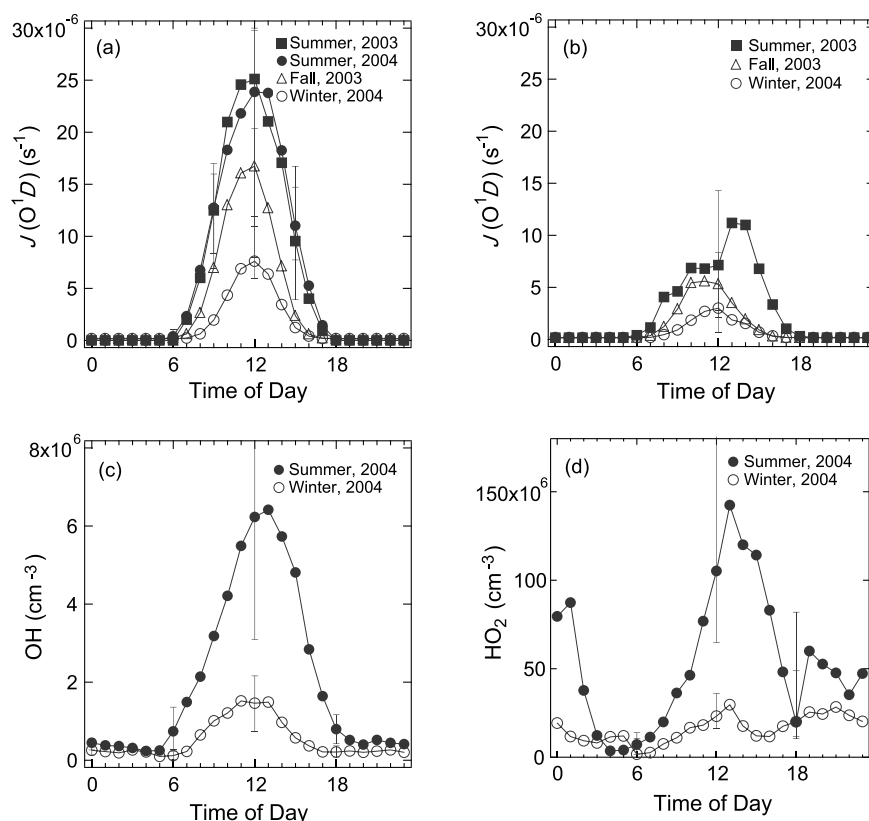 30x10⁻⁶
(a)
Summer, 2003
Summer, 2004
Fall, 2003
Winter, 2004
25
20
15
10
5
0
J (O¹D) (s⁻¹)
0 6 12 18
Time of Day
30x10⁻⁶
(b)
Summer, 2003
Fall, 2003
Winter, 2004
25
20
15
10
5
0
J (O¹D) (s⁻¹)
0 6 12 18
Time of Day
8x10⁶
(c)
Summer, 2004
Winter, 2004
6
4
2
0
OH (cm⁻³)
0 6 12 18
Time of Day
(d)
Summer, 2004
Winter, 2004
150x10⁶
100
50
0
HO₂ (cm⁻³)
0 6 12 18
Time of Day